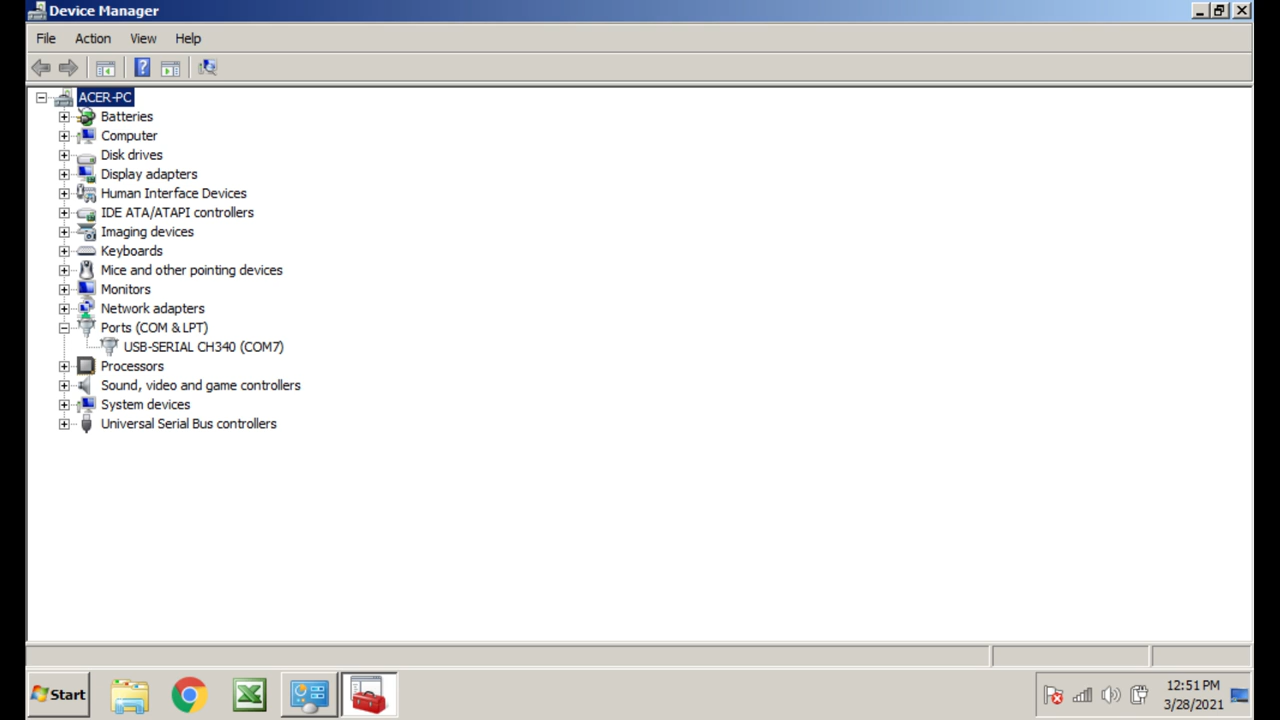 Device Manager
File Action View Help
ACER-PC
Batteries
Computer
Disk drives
Display adapters
Human Interface Devices
IDE ATA/ATAPI controllers
Imaging devices
Keyboards
Mice and other pointing devices
Monitors
Network adapters
Ports (COM & LPT)
USB-SERIAL CH340 (COM7)
Processors
Sound, video and game controllers
System devices
Universal Serial Bus controllers
Start
12:51 PM
3/28/2021